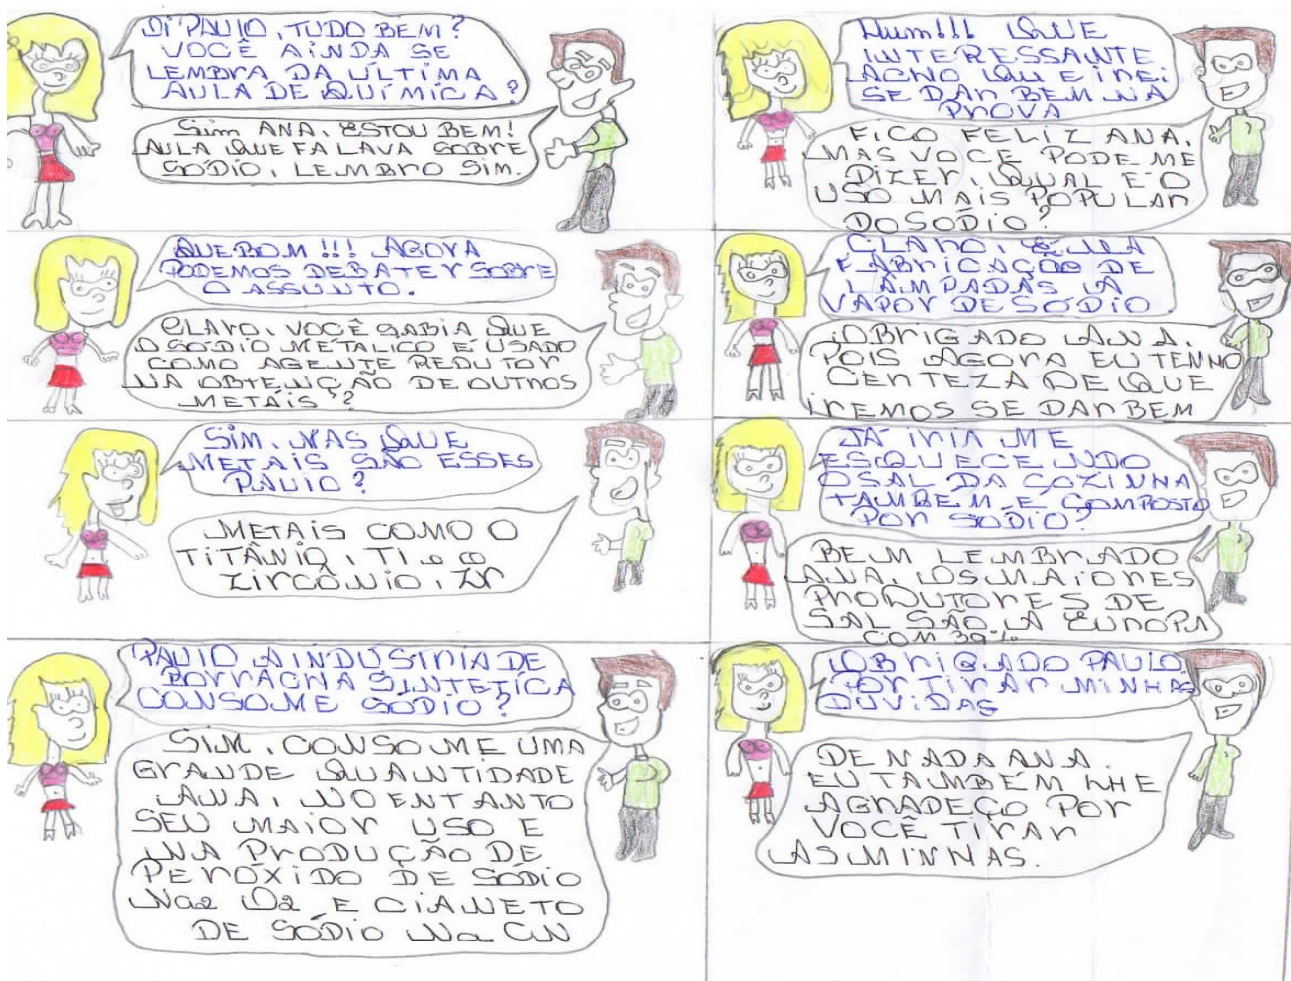 OI PAULO, TUDO BEM?
VOCÊ AINDA SE
LEMBRA DA ÚLTIMA
AULA DE QUÍMICA?
Sim ANA, ESTOU BEM!
AULA QUE FALAVA SOBRE
SÓDIO, LEMBRO SIM.
QUE BOM!!! AGORA
PODEMOS DEBATER SOBRE
O ASSUNTO.
CLARO, VOCÊ SABIA QUE
O SÓDIO METÁLICO É USADO
COMO AGENTE REDUTOR
NA OBTENÇÃO DE OUTROS
METAIS?
SIM, MAS QUE
METAIS SÃO ESSES
PAULO?
METAIS COMO O
TITÂNIO, TI e o
ZIRCÔNIO, Zr
PAULO A INDUSTRIA DE
BORRACHA SINTETÍCA
CONSOME SÓDIO?
SIM, CONSOME UMA
GRANDE QUANTIDADE
ANA, NO ENTANTO
SEU MAIOR USO E
NA PRODUÇÃO DE
PERÓXIDO DE SÓDIO
Na2 O2 E CIANETO
DE SÓDIO Na CN
Hum!!! QUE
INTERESSANTE
ACHO QUE IREI
SE DAR BEM NA
PROVA
FICO FELIZ ANA,
MAS VOCE PODE ME
DIZER, QUAL E O
USO MAIS POPULAR
DO SÓDIO?
CLARO, É NA
FABRICAÇÃO DE
LÂMPADAS A
VAPOR DE SÓDIO
OBRIGADO ANA,
POIS AGORA EU TENHO
CERTEZA DE QUE
IREMOS SE DAR BEM
JÁ IRIA ME
ESQUECENDO
O SAL DA COZINHA
TAMBEM E COMPOSTO
POR SÓDIO?
BEM LEMBRADO
ANA, OS MAIORES
PRODUTORES DE
SAL SÃO A EUROPA
COM 39%
OBRIGADO PAULO
POR TIRAR MINHAS
DUVIDAS
DE NADA ANA.
EU TAMBÉM LHE
AGRADEÇO POR
VOCÊ TIRAR
AS MINHAS.